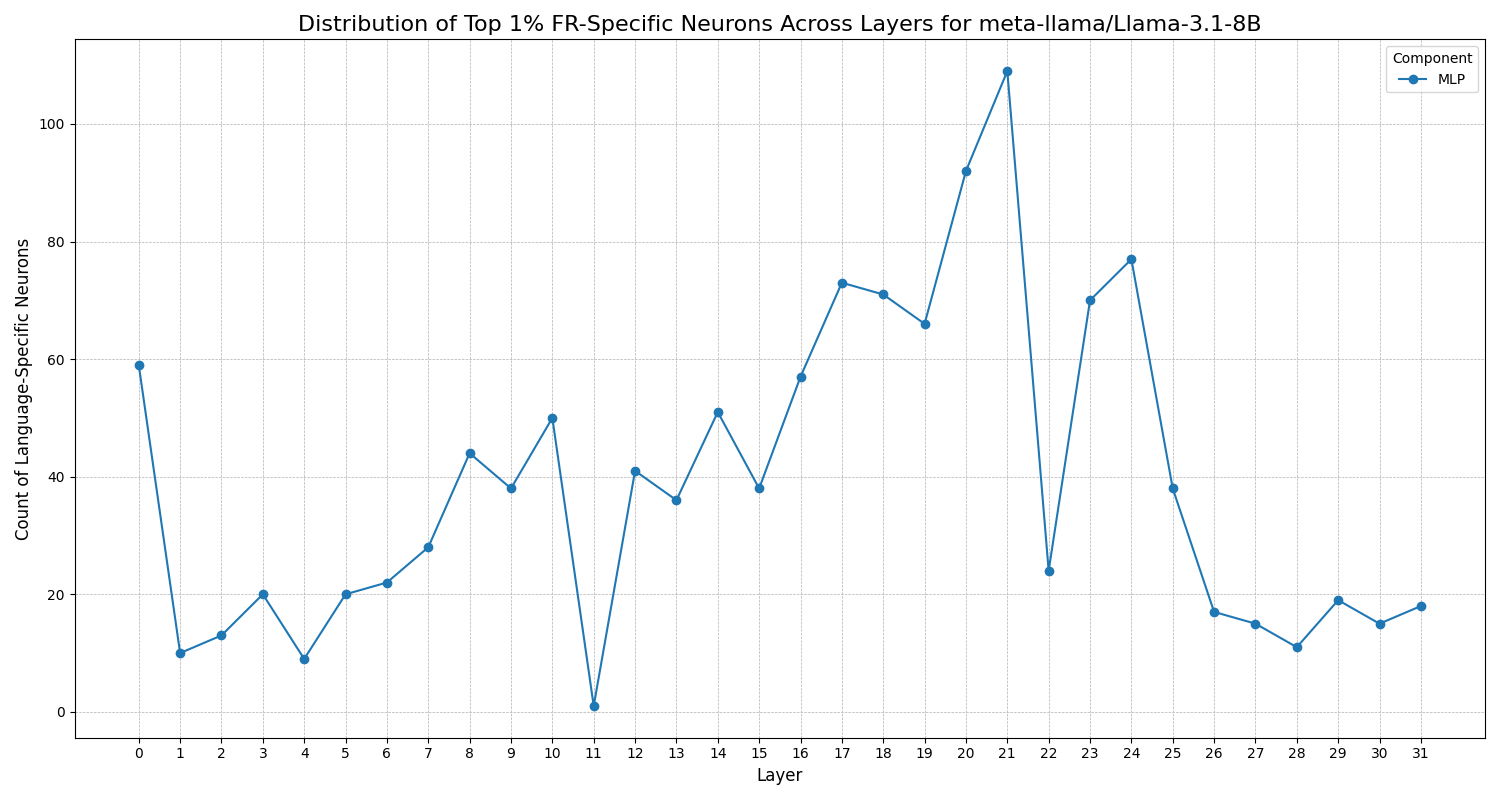 Distribution of Top 1% FR-Specific Neurons Across Layers for meta-llama/Llama-3.1-8B
Component
MLP
Count of Language-Specific Neurons
100
80
60
40
20
0
0 1 2 3 4 5 6 7 8 9 10 11 12 13 14 15 16 17 18 19 20 21 22 23 24 25 26 27 28 29 30 31
Layer